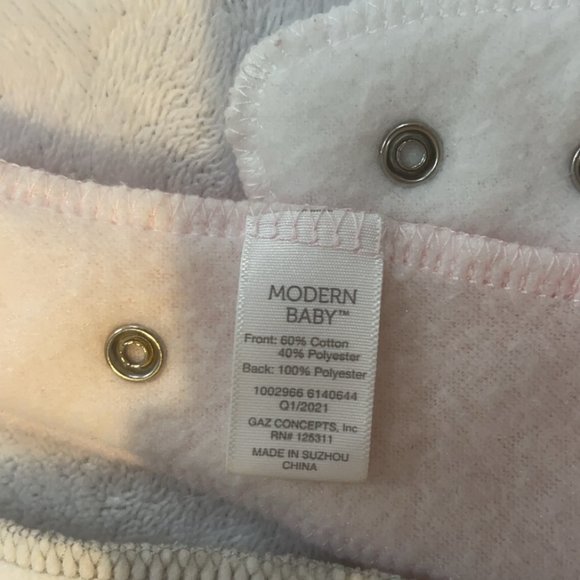 MODERN
BABY™
Front: 60% Cotton
40% Polyester
Back: 100% Polyester
1002966 6140644
Q1/2021
GAZ CONCEPTS, Inc
RN# 125311
MADE IN SUZHOU
CHINA